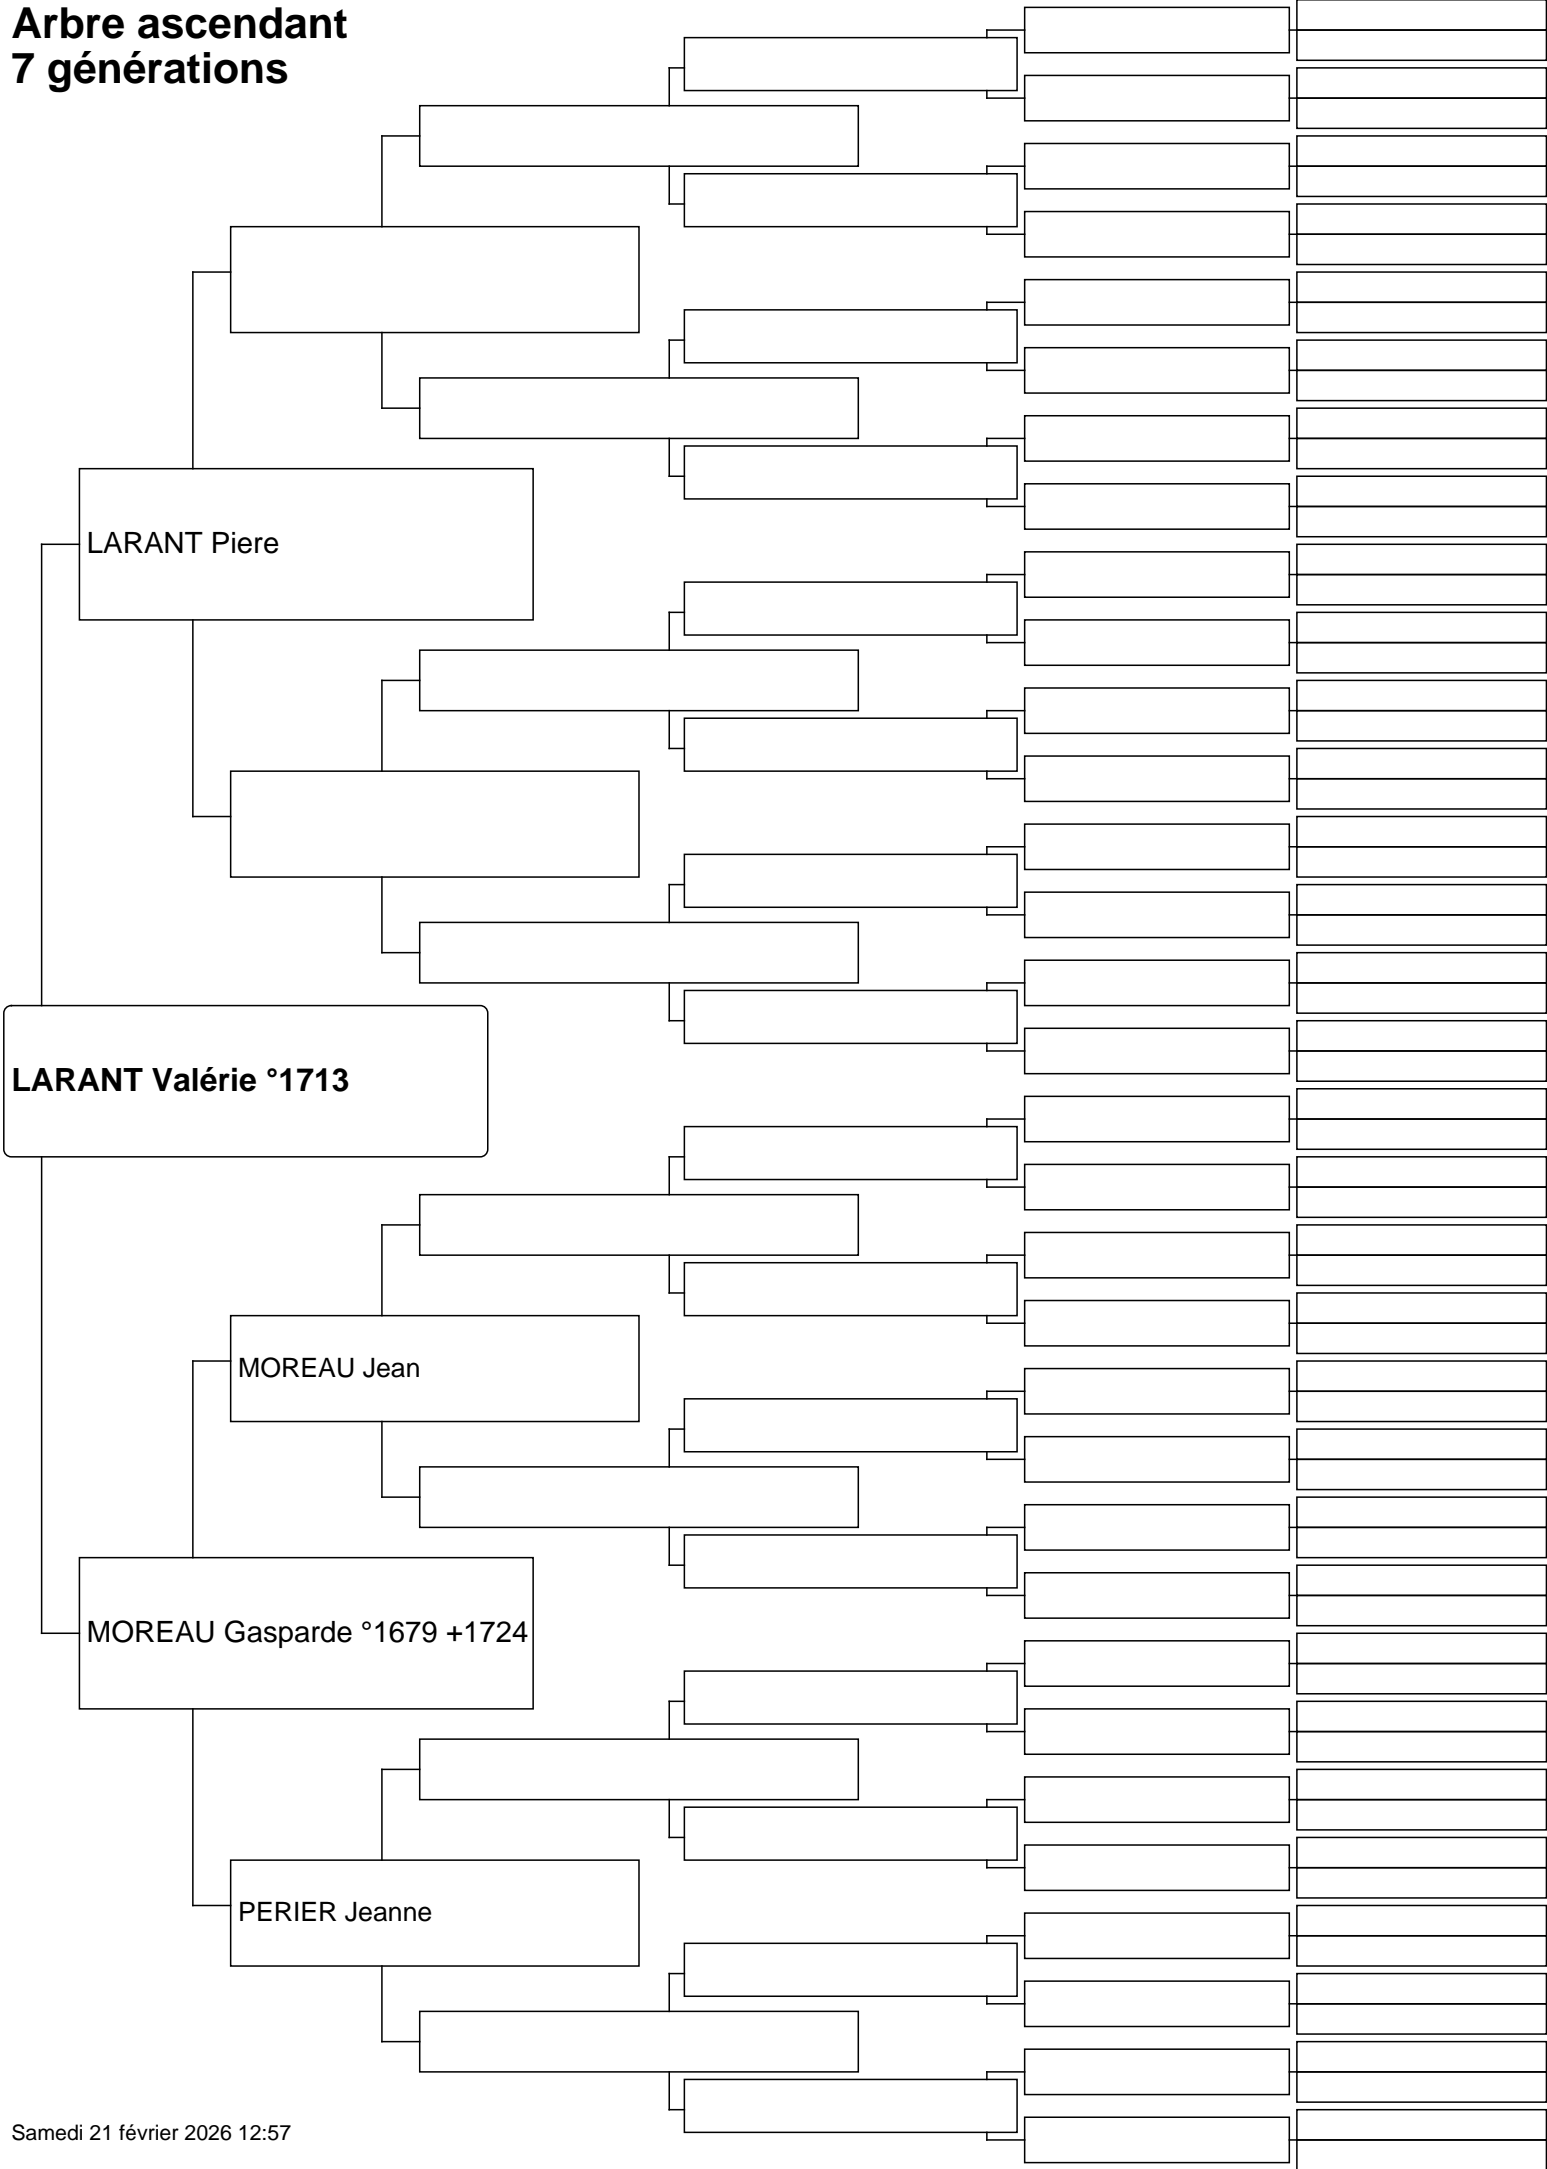 Arbre ascendant
7 générations
LARANT Piere
LARANT Valérie °1713
MOREAU Jean
MOREAU Gasparde °1679 +1724
PERIER Jeanne
Samedi 21 février 2026 12:57